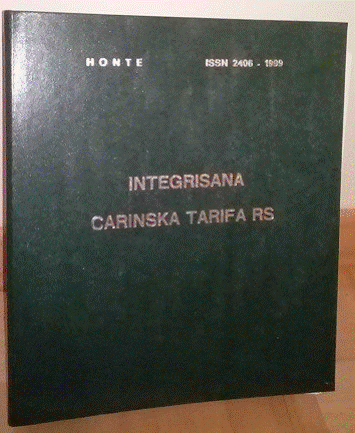 HONTE ISSN 2406 - 1999
INTEGRISANA
CARINSKA TARIFA RS